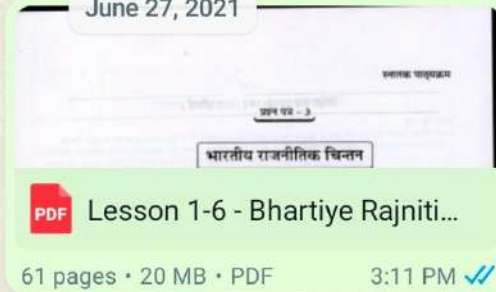 June 27, 2021
स्नातक पाठ्यक्रम
प्रश्न पत्र - 3
भारतीय राजनीतिक चिन्तन
PDF Lesson 1-6 - Bhartiye Rajniti...
61 pages • 20 MB • PDF 3:11 PM